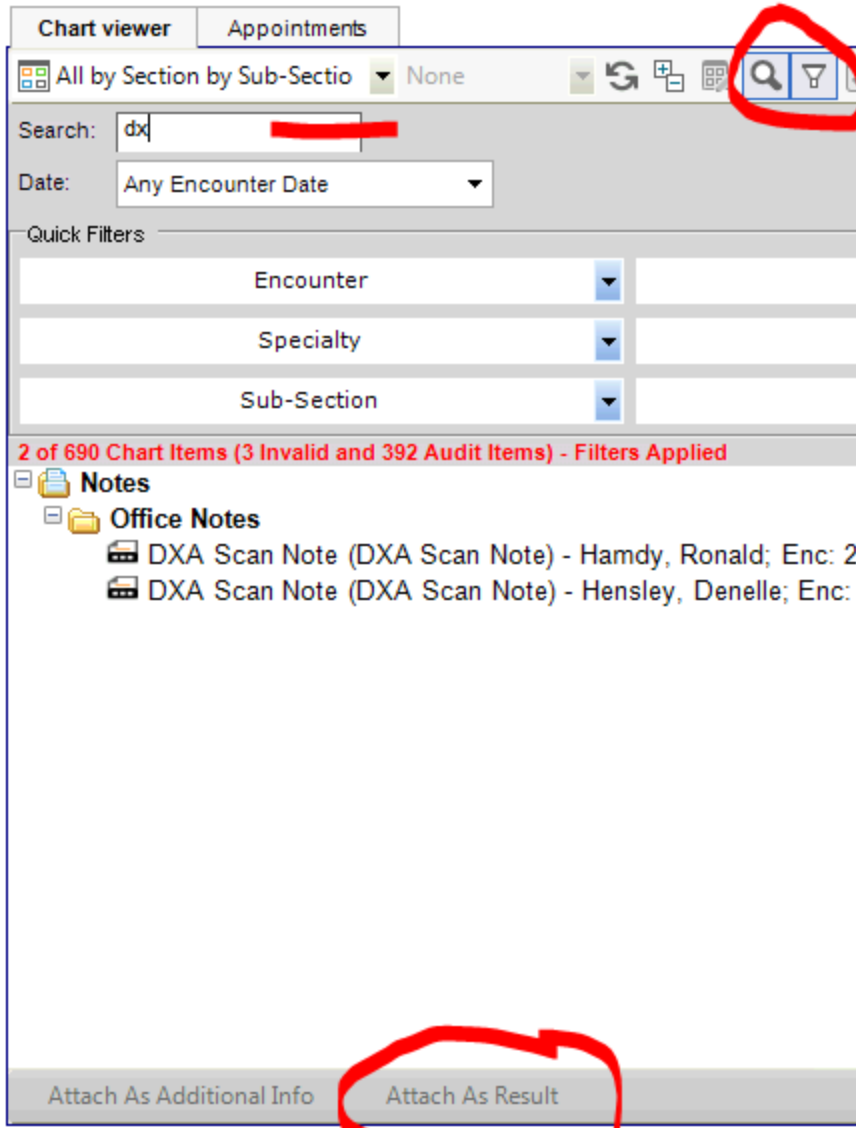 Chart viewer Appointments
All by Section by Sub-Sectio None
Search: dx
Date: Any Encounter Date
Quick Filters
Encounter
Specialty
Sub-Section
2 of 690 Chart Items (3 Invalid and 392 Audit Items) - Filters Applied
Notes
Office Notes
DXA Scan Note (DXA Scan Note) - Hamdy, Ronald; Enc: 2
DXA Scan Note (DXA Scan Note) - Hensley, Denelle; Enc:
Attach As Additional Info Attach As Result